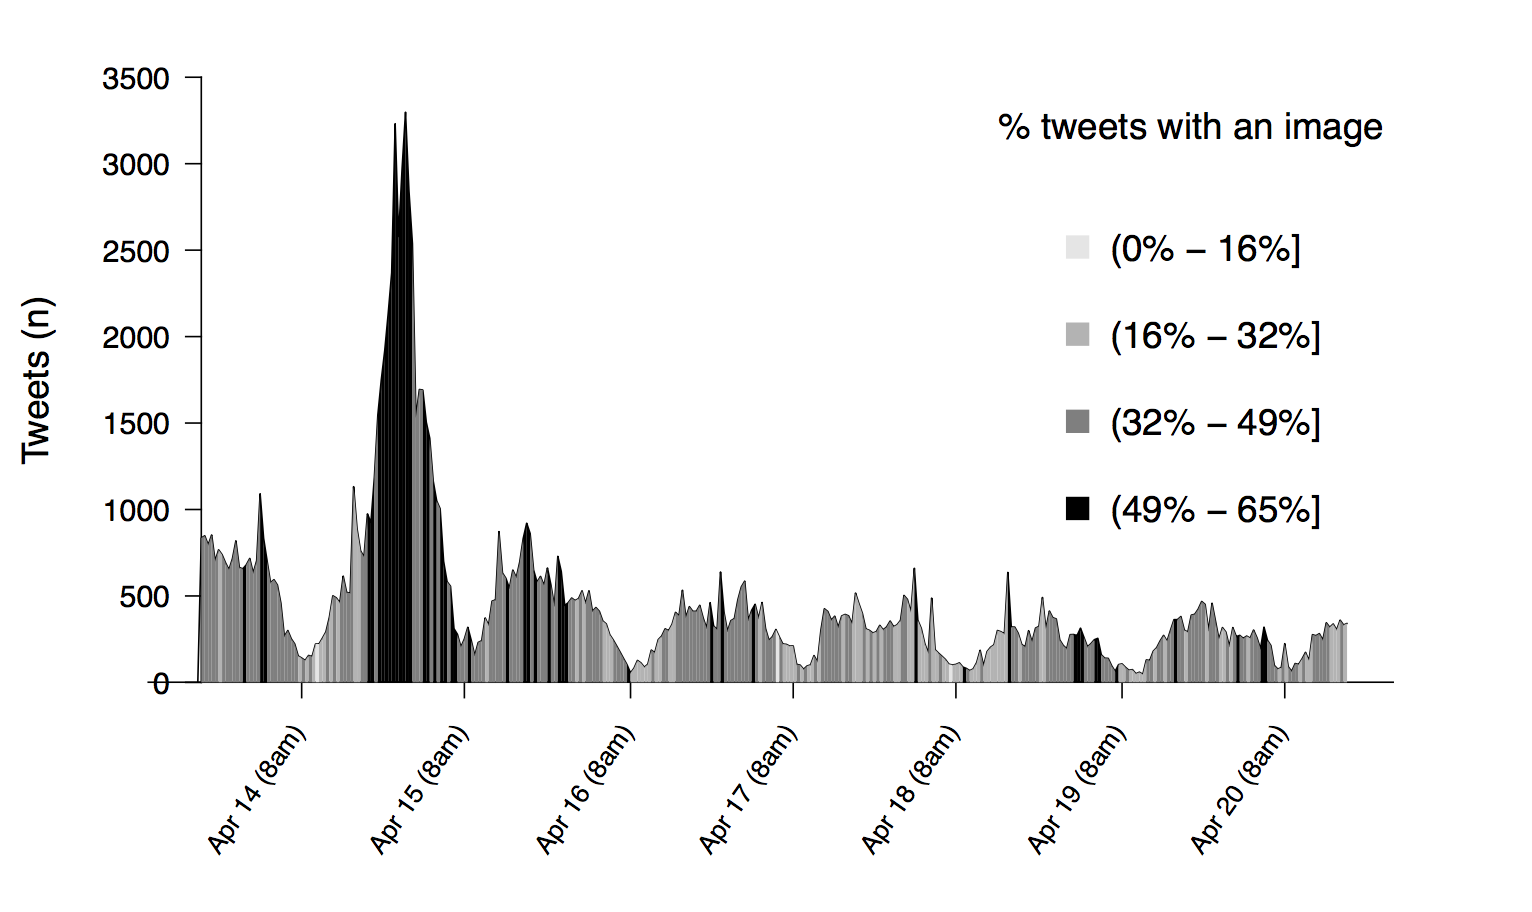 3500
3000
2500
2000
1500
1000
500
0
Tweets (n)
% tweets with an image
(0% − 16%]
(16% − 32%]
(32% − 49%]
(49% − 65%]
Apr 14 (8am)
Apr 15 (8am)
Apr 16 (8am)
Apr 17 (8am)
Apr 18 (8am)
Apr 19 (8am)
Apr 20 (8am)